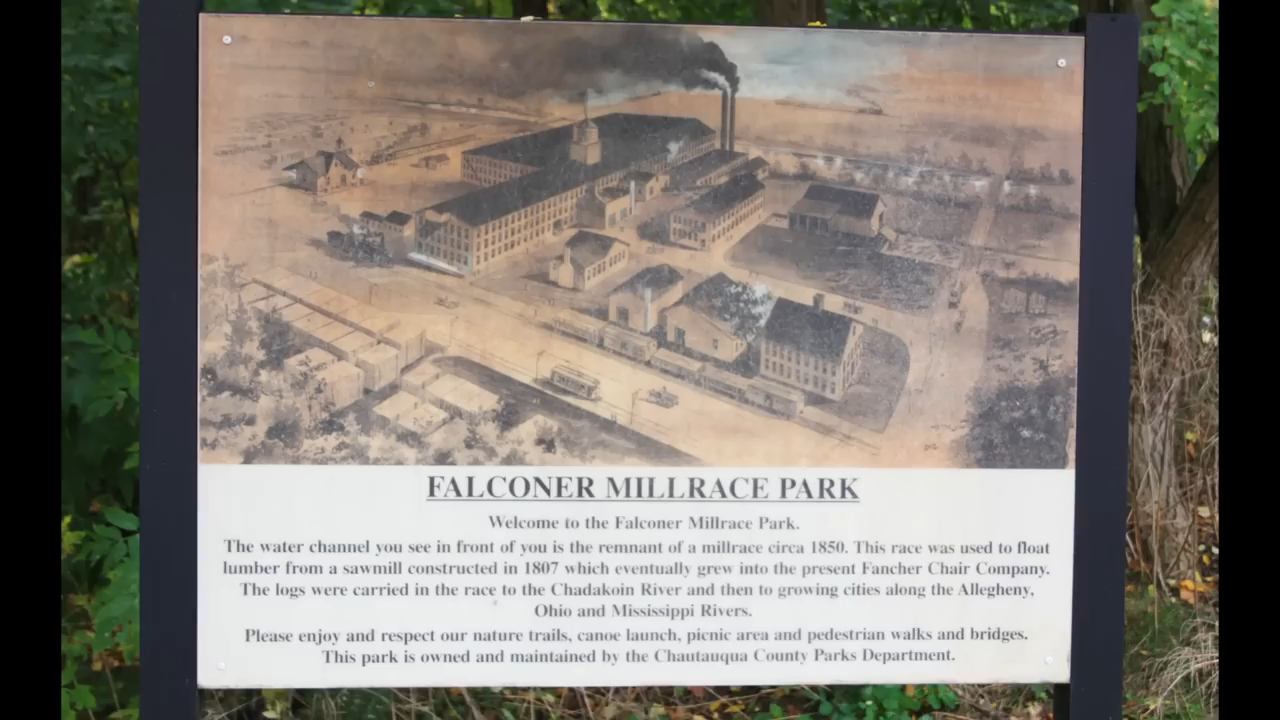 FALCONER MILLRACE PARK
Welcome to the Falconer Millrace Park.
The water channel you see in front of you is the remnant of a millrace circa 1850. This race was used to float
lumber from a sawmill constructed in 1807 which eventually grew into the present Fancher Chair Company.
The logs were carried in the race to the Chadakoin River and then to growing cities along the Allegheny,
Ohio and Mississippi Rivers.
Please enjoy and respect our nature trails, canoe launch, picnic area and pedestrian walks and bridges.
This park is owned and maintained by the Chautauqua County Parks Department.